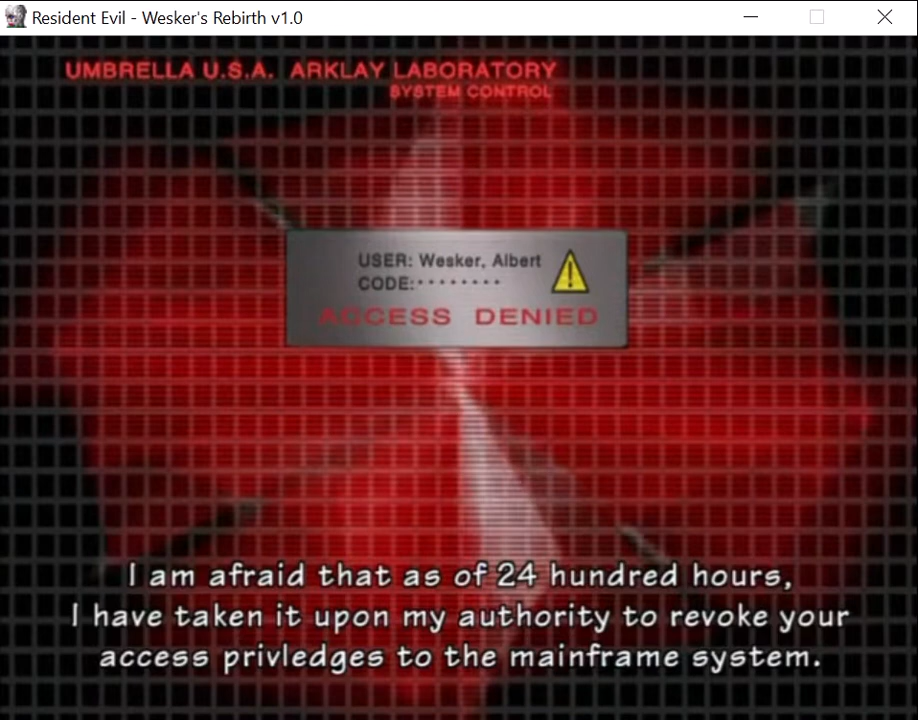 Resident Evil - Wesker's Rebirth v1.0
UMBRELLA U.S.A. ARKLAY LABORATORY
SYSTEM CONTROL
USER: Wesker, Albert
CODE:········
ACCESS DENIED
I am afraid that as of 24 hundred hours,
I have taken it upon my authority to revoke your
access privledges to the mainframe system.